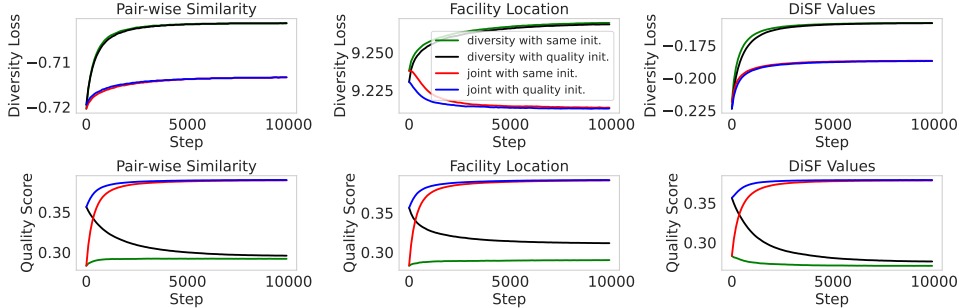 Pair-wise Similarity
Diversity Loss
−0.71
−0.72
0
5000
10000
Step
Facility Location
Diversity Loss
9.250
9.225
diversity with same init.
diversity with quality init.
joint with same init.
joint with quality init.
0
5000
10000
Step
DiSF Values
Diversity Loss
−0.175
−0.200
−0.225
0
5000
10000
Step
Pair-wise Similarity
Quality Score
0.35
0.30
0
5000
10000
Step
Facility Location
Quality Score
0.35
0.30
0
5000
10000
Step
DiSF Values
Quality Score
0.35
0.30
0
5000
10000
Step